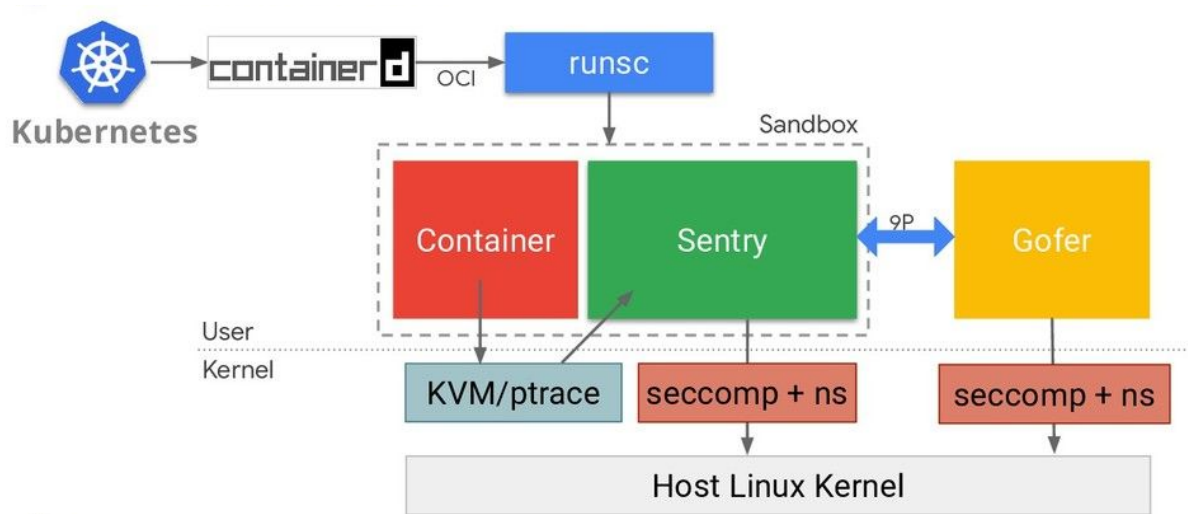 containerd
OCI
runsc
Kubernetes
Sandbox
Container
Sentry
9P
Gofer
User
Kernel
KVM/ptrace
seccomp + ns
seccomp + ns
Host Linux Kernel